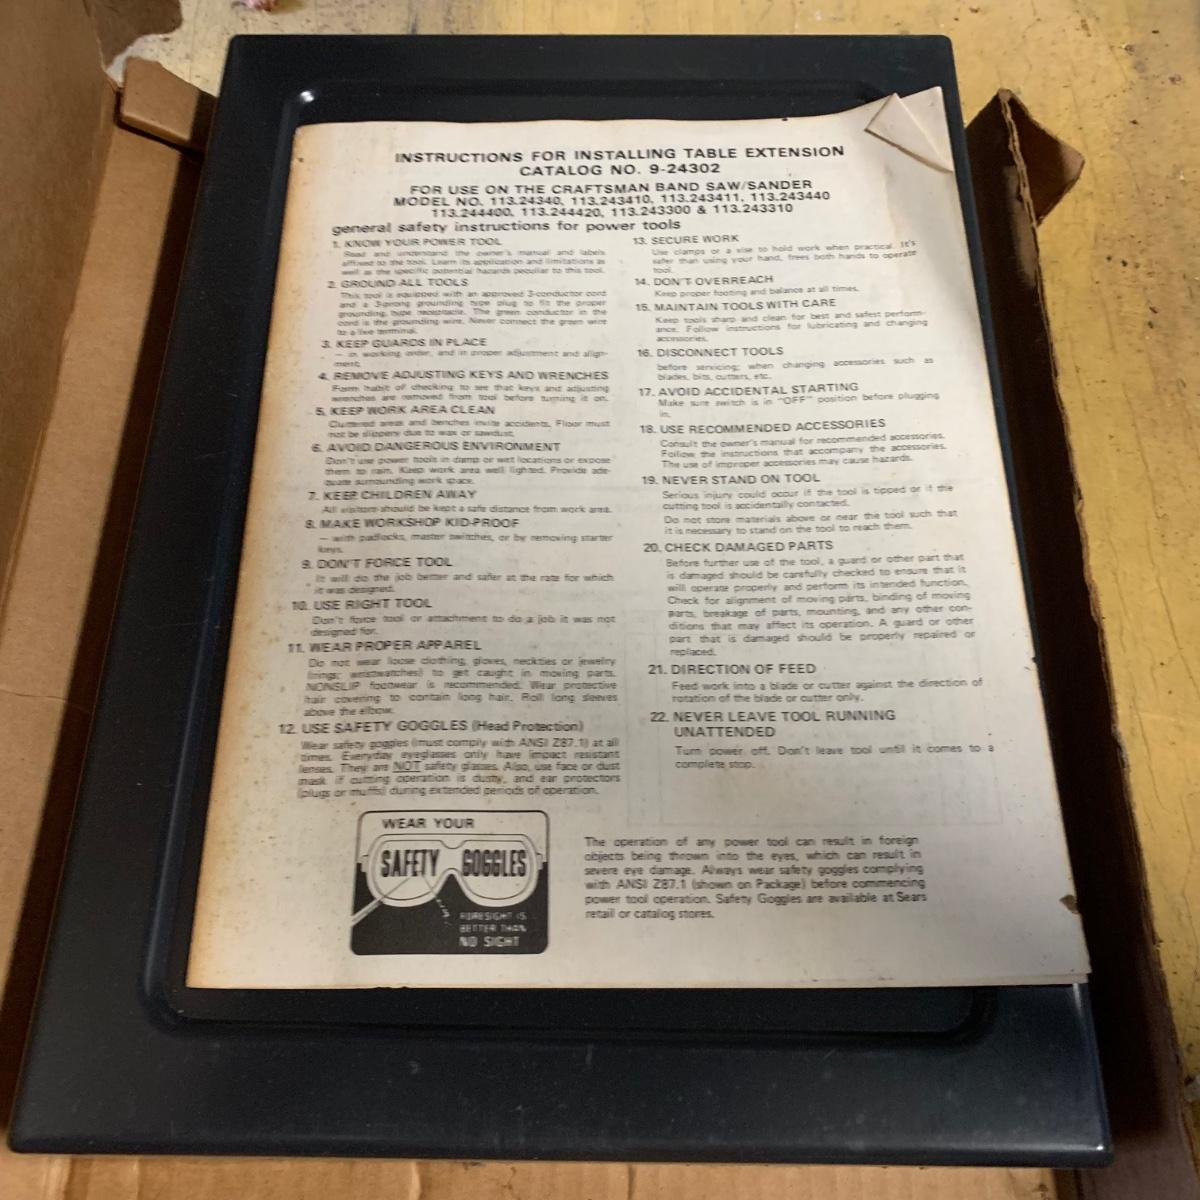 INSTRUCTIONS FOR INSTALLING TABLE EXTENSION
CATALOG NO. 9-24302
FOR USE ON THE CRAFTSMAN BAND SAW/SANDER
MODEL NO. 113.24340, 113.243410, 113.243411, 113.243440
113.244400, 113.244420, 113.243300 & 113.243310
general safety instructions for power tools
1. KNOW YOUR POWER TOOL
Read and understand the owner's manual and labels
affixed to the tool. Learn its application and limitations as
well as the specific potential hazards peculiar to this tool.
2. GROUND ALL TOOLS
This tool is equipped with an approved 3-conductor cord
and a 3-prong grounding type plug to fit the proper
grounding type receptacle. The green conductor in the
cord is the grounding wire. Never connect the green wire
to a live terminal.
3. KEEP GUARDS IN PLACE
— in working order, and in proper adjustment and align-
ment.
4. REMOVE ADJUSTING KEYS AND WRENCHES
Form habit of checking to see that keys and adjusting
wrenches are removed from tool before turning it on.
5. KEEP WORK AREA CLEAN
Cluttered areas and benches invite accidents. Floor must
not be slippery due to wax or sawdust.
6. AVOID DANGEROUS ENVIRONMENT
Don't use power tools in damp or wet locations or expose
them to rain. Keep work area well lighted. Provide ade-
quate surrounding work space.
7. KEEP CHILDREN AWAY
All visitors should be kept a safe distance from work area.
8. MAKE WORKSHOP KID-PROOF
— with padlocks, master switches, or by removing starter
keys.
9. DON'T FORCE TOOL
It will do the job better and safer at the rate for which
it was designed.
10. USE RIGHT TOOL
Don't force tool or attachment to do a job it was not
designed for.
11. WEAR PROPER APPAREL
Do not wear loose clothing, gloves, neckties or jewelry
(rings, wristwatches) to get caught in moving parts.
NONSLIP footwear is recommended. Wear protective
hair covering to contain long hair. Roll long sleeves
above the elbow.
12. USE SAFETY GOGGLES (Head Protection)
Wear safety goggles (must comply with ANSI Z87.1) at all
times. Everyday eyeglasses only have impact resistant
lenses. They are NOT safety glasses. Also, use face or dust
mask if cutting operation is dusty, and ear protectors
(plugs or muffs) during extended periods of operation.
13. SECURE WORK
Use clamps or a vise to hold work when practical. It's
safer than using your hand, frees both hands to operate
tool.
14. DON'T OVERREACH
Keep proper footing and balance at all times.
15. MAINTAIN TOOLS WITH CARE
Keep tools sharp and clean for best and safest perform-
ance. Follow instructions for lubricating and changing
accessories.
16. DISCONNECT TOOLS
before servicing; when changing accessories such as
blades, bits, cutters, etc.
17. AVOID ACCIDENTAL STARTING
Make sure switch is in "OFF" position before plugging
in.
18. USE RECOMMENDED ACCESSORIES
Consult the owner's manual for recommended accessories.
Follow the instructions that accompany the accessories.
The use of improper accessories may cause hazards.
19. NEVER STAND ON TOOL
Serious injury could occur if the tool is tipped or if the
cutting tool is accidentally contacted.
Do not store materials above or near the tool such that
it is necessary to stand on the tool to reach them.
20. CHECK DAMAGED PARTS
Before further use of the tool, a guard or other part that
is damaged should be carefully checked to ensure that it
will operate properly and perform its intended function.
Check for alignment of moving parts, binding of moving
parts, breakage of parts, mounting, and any other con-
ditions that may affect its operation. A guard or other
part that is damaged should be properly repaired or
replaced.
21. DIRECTION OF FEED
Feed work into a blade or cutter against the direction of
rotation of the blade or cutter only.
22. NEVER LEAVE TOOL RUNNING
UNATTENDED
Turn power off. Don't leave tool until it comes to a
complete stop.
WEAR YOUR
SAFETY GOGGLES
FORESIGHT IS
BETTER THAN
NO SIGHT
The operation of any power tool can result in foreign
objects being thrown into the eyes, which can result in
severe eye damage. Always wear safety goggles complying
with ANSI Z87.1 (shown on Package) before commencing
power tool operation. Safety Goggles are available at Sears
retail or catalog stores.